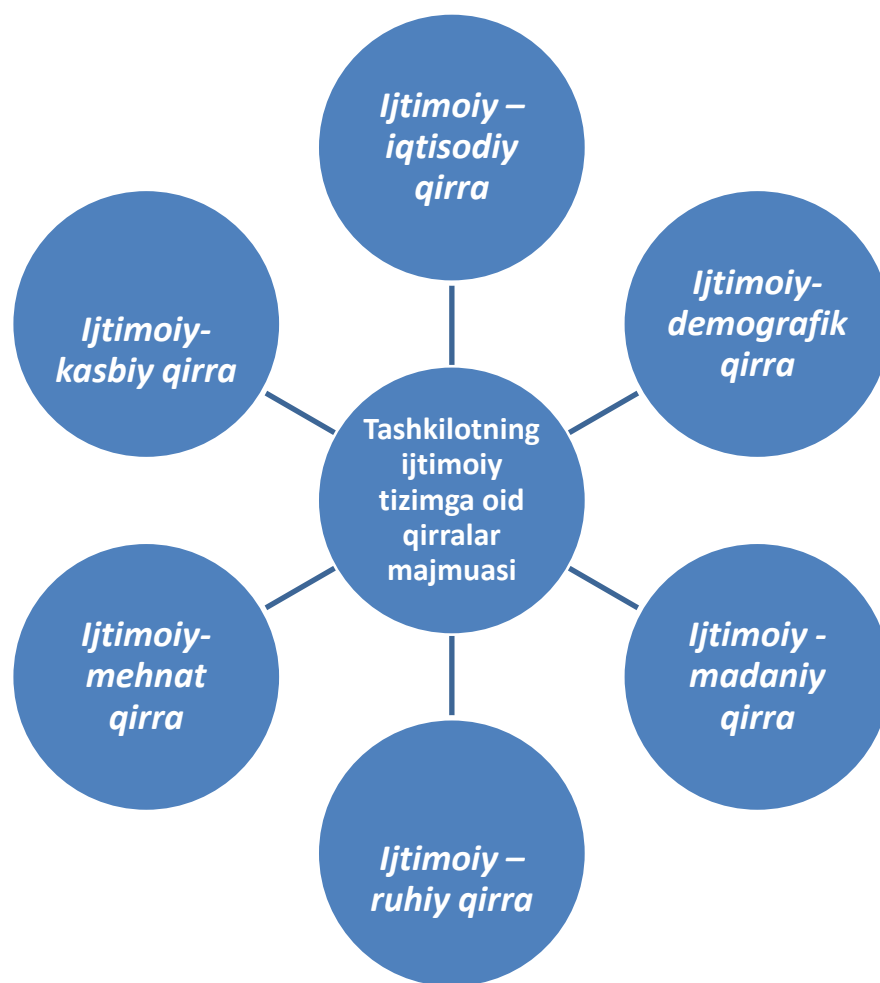 Ijtimoiy –
iqtisodiy
qirra
Ijtimoiy-
demografik
qirra
Ijtimoiy-
kasbiy qirra
Tashkilotning
ijtimoiy
tizimga oid
qirralar
majmuasi
Ijtimoiy-
mehnat
qirra
Ijtimoiy -
madaniy
qirra
Ijtimoiy –
ruhiy qirra